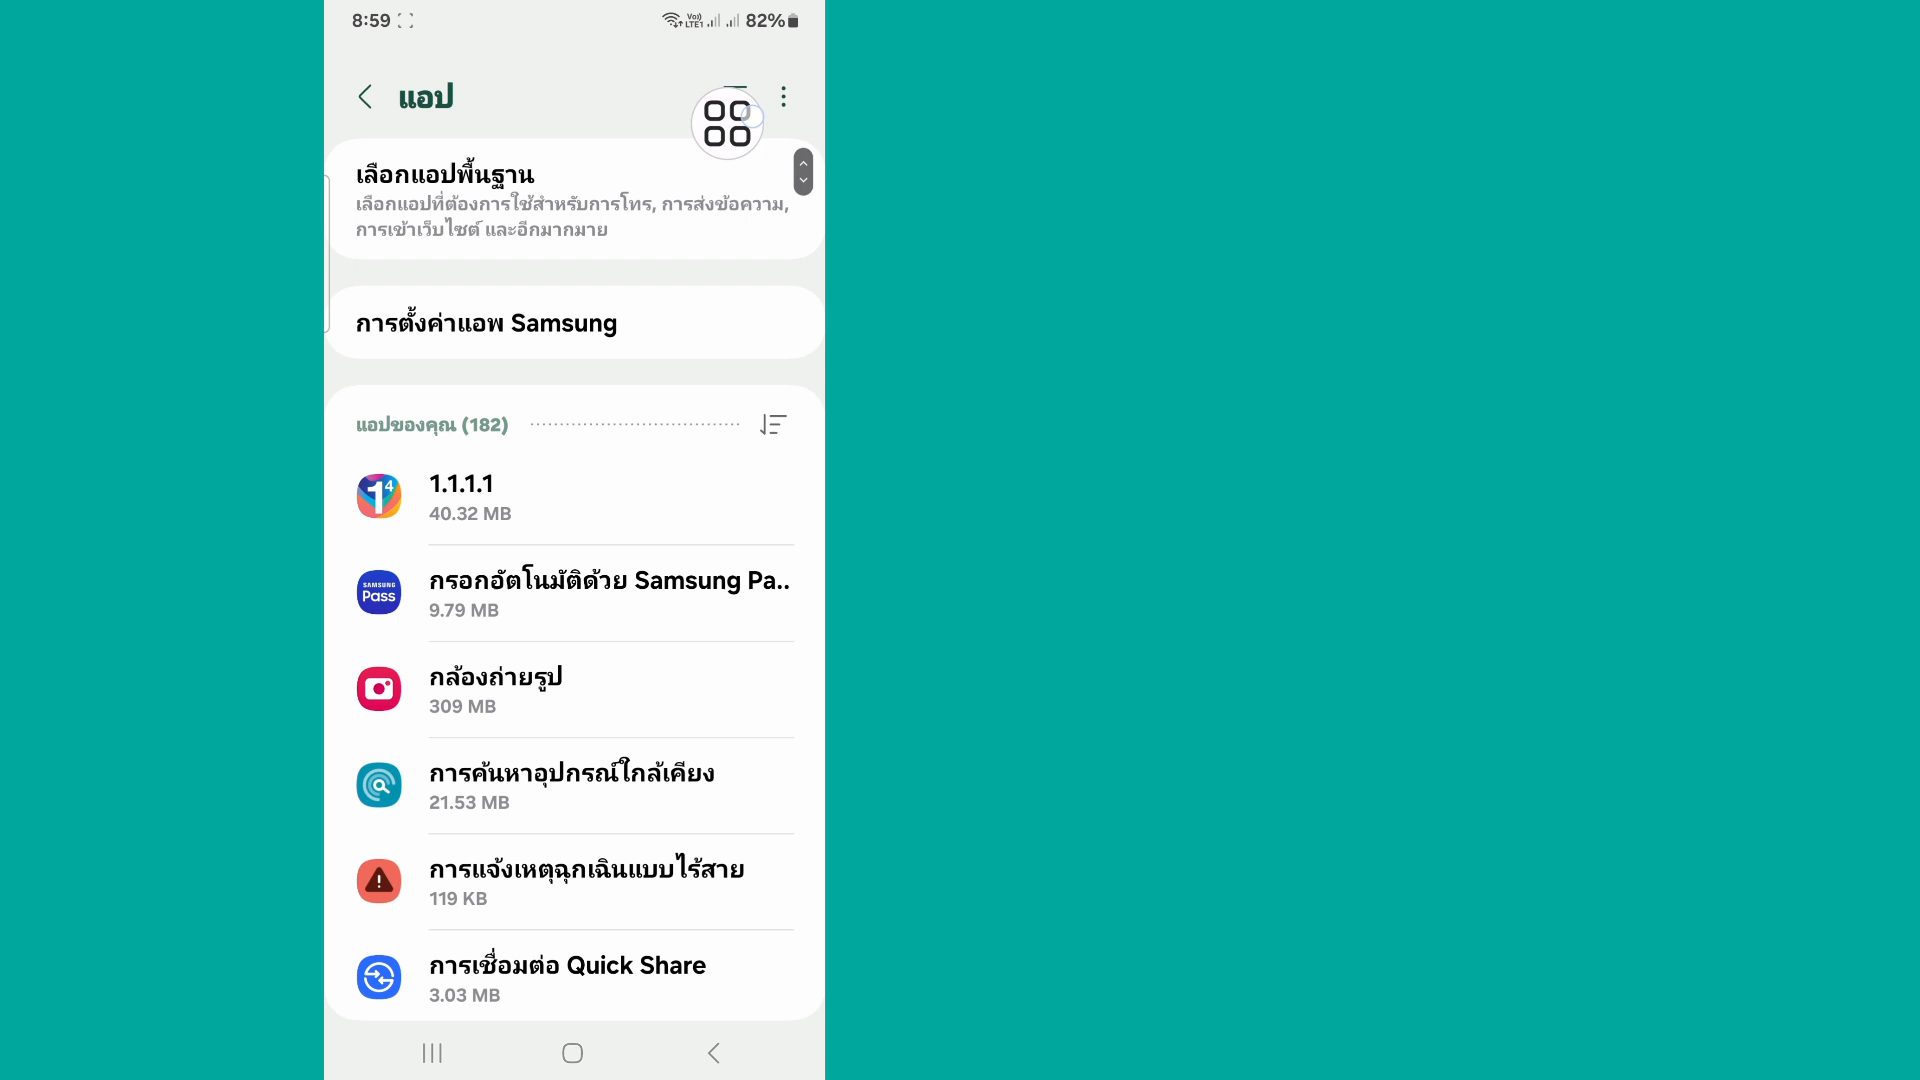 8:59
Vo)) LTE1
82%
แอป
เลือกแอปพื้นฐาน
เลือกแอปที่ต้องการใช้สำหรับการโทร, การส่งข้อความ,
การเข้าเว็บไซต์ และอีกมากมาย
การตั้งค่าแอพ Samsung
แอปของคุณ (182)
1.1.1.1
40.32 MB
กรอกอัตโนมัติด้วย Samsung Pa..
SAMSUNG
Pass
9.79 MB
กล้องถ่ายรูป
309 MB
การค้นหาอุปกรณ์ใกล้เคียง
21.53 MB
การแจ้งเหตุฉุกเฉินแบบไร้สาย
119 KB
การเชื่อมต่อ Quick Share
3.03 MB